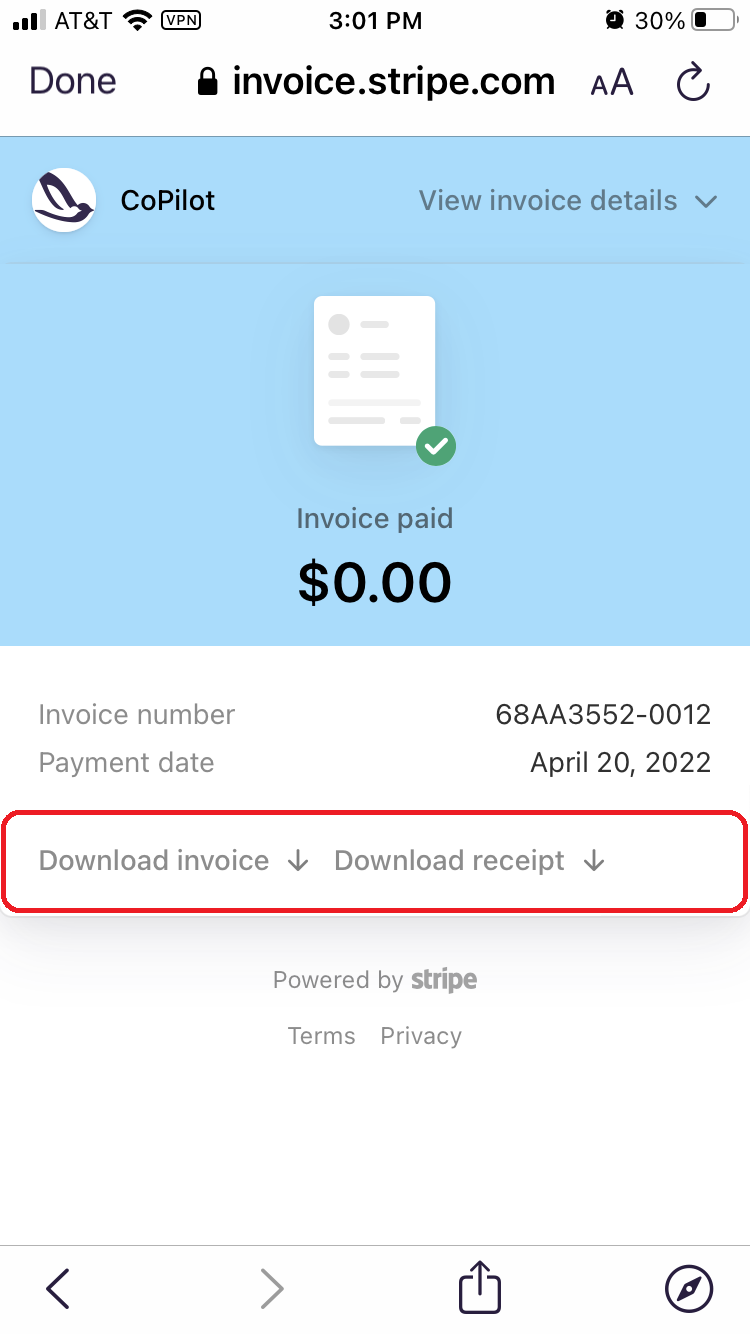 AT&T VPN 3:01 PM 30%
Done invoice.stripe.com AA
CoPilot View invoice details
Invoice paid
$0.00
Invoice number 68AA3552-0012
Payment date April 20, 2022
Download invoice ↓ Download receipt ↓
Powered by stripe
Terms Privacy